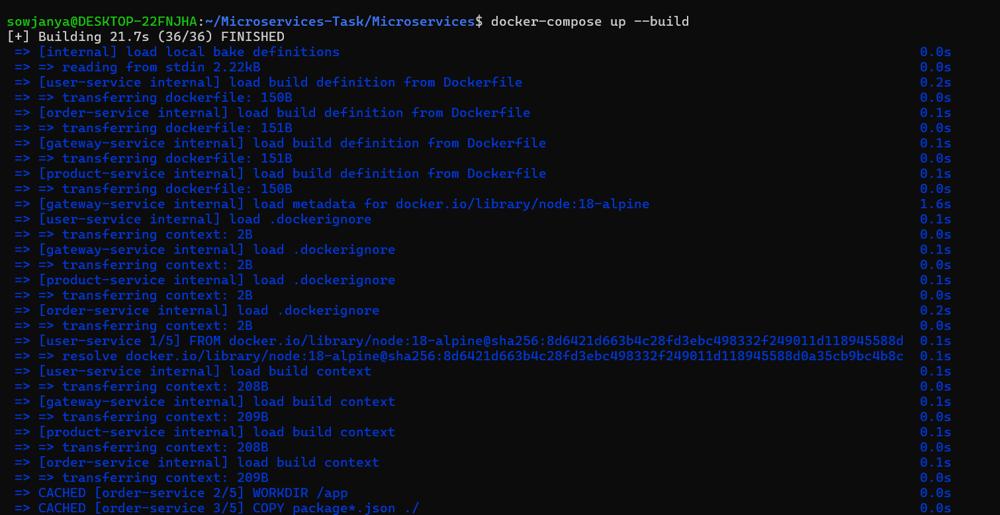 sowjanya@DESKTOP-22FNJHA:~/Microservices-Task/Microservices$ docker-compose up --build
[+] Building 21.7s (36/36) FINISHED
=> [internal] load local bake definitions 0.0s
=> => reading from stdin 2.22kB 0.0s
=> [user-service internal] load build definition from Dockerfile 0.2s
=> => transferring dockerfile: 150B 0.0s
=> [order-service internal] load build definition from Dockerfile 0.1s
=> => transferring dockerfile: 151B 0.0s
=> [gateway-service internal] load build definition from Dockerfile 0.1s
=> => transferring dockerfile: 151B 0.0s
=> [product-service internal] load build definition from Dockerfile 0.1s
=> => transferring dockerfile: 150B 0.0s
=> [gateway-service internal] load metadata for docker.io/library/node:18-alpine 1.6s
=> [user-service internal] load .dockerignore 0.1s
=> => transferring context: 2B 0.0s
=> [gateway-service internal] load .dockerignore 0.1s
=> => transferring context: 2B 0.0s
=> [product-service internal] load .dockerignore 0.1s
=> => transferring context: 2B 0.0s
=> [order-service internal] load .dockerignore 0.2s
=> => transferring context: 2B 0.0s
=> [user-service 1/5] FROM docker.io/library/node:18-alpine@sha256:8d6421d663b4c28fd3ebc498332f249011d118945588d 0.1s
=> => resolve docker.io/library/node:18-alpine@sha256:8d6421d663b4c28fd3ebc498332f249011d118945588d0a35cb9bc4b8c 0.1s
=> [user-service internal] load build context 0.1s
=> => transferring context: 208B 0.0s
=> [gateway-service internal] load build context 0.1s
=> => transferring context: 209B 0.0s
=> [product-service internal] load build context 0.1s
=> => transferring context: 208B 0.0s
=> [order-service internal] load build context 0.1s
=> => transferring context: 209B 0.0s
=> CACHED [order-service 2/5] WORKDIR /app 0.0s
=> CACHED [order-service 3/5] COPY package*.json ./ 0.0s